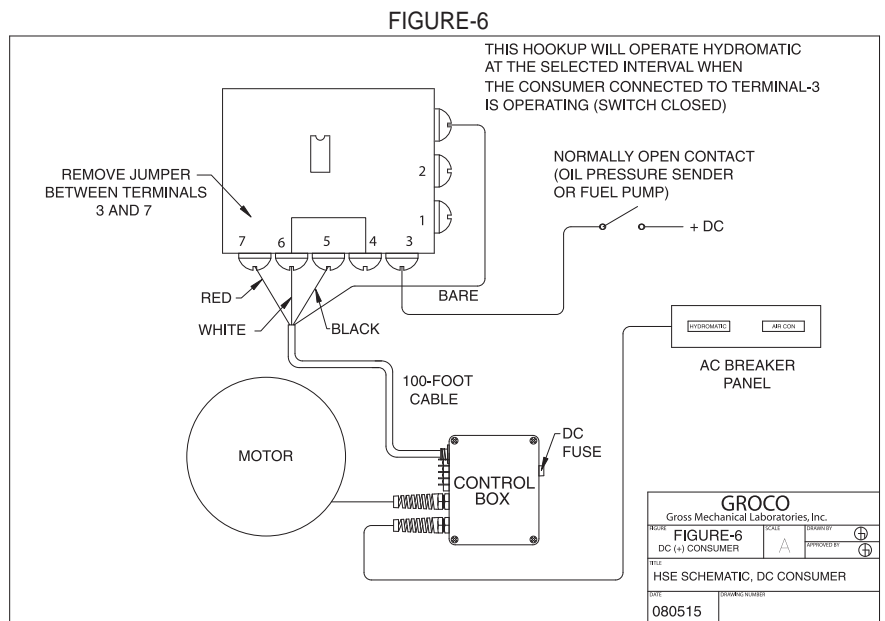 FIGURE-6
THIS HOOKUP WILL OPERATE HYDROMATIC
AT THE SELECTED INTERVAL WHEN
THE CONSUMER CONNECTED TO TERMINAL-3
IS OPERATING (SWITCH CLOSED)
REMOVE JUMPER
BETWEEN TERMINALS
3 AND 7
2
1
7 6 5 4 3
NORMALLY OPEN CONTACT
(OIL PRESSURE SENDER
OR FUEL PUMP)
+ DC
RED
WHITE
BLACK
BARE
HYDROMATIC
AIR CON
AC BREAKER
PANEL
100-FOOT
CABLE
MOTOR
DC
FUSE
CONTROL
BOX
GROCO
Gross Mechanical Laboratories, Inc.
FIGURE
FIGURE-6
DC (+) CONSUMER
SCALE
A
DRAWN BY
APPROVED BY
TITLE
HSE SCHEMATIC, DC CONSUMER
DATE
080515
DRAWING NUMBER